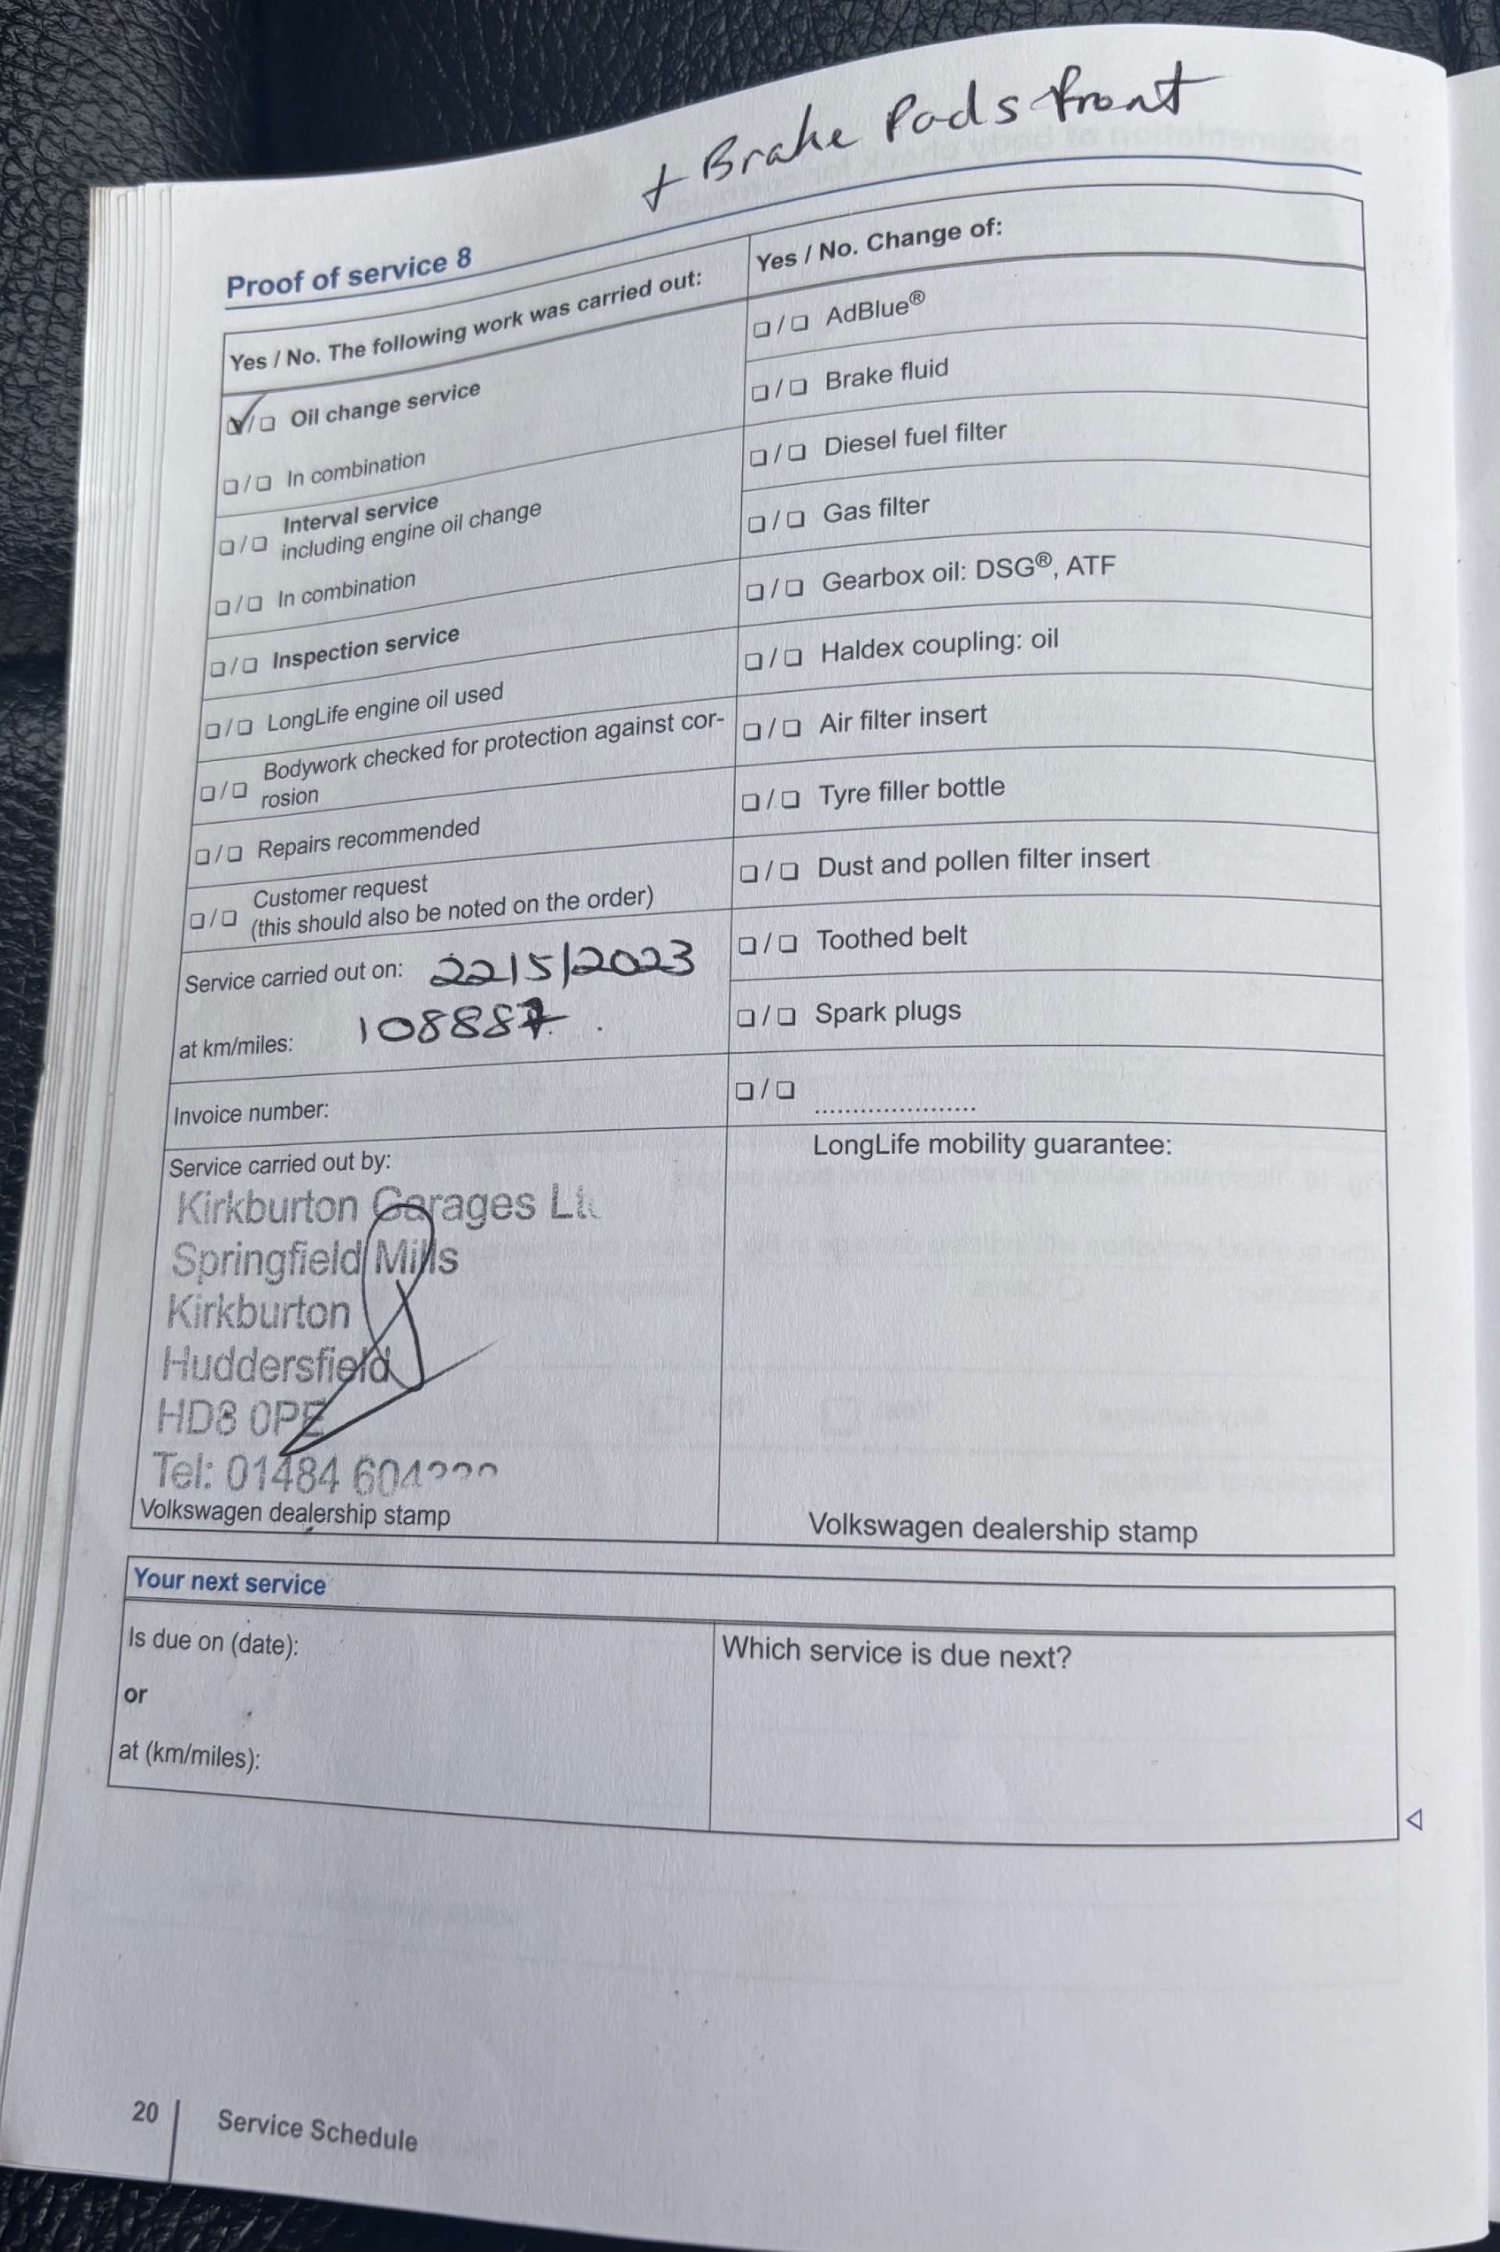 + Brake Pads front
Proof of service 8
Yes / No. The following work was carried out:
☑/❑ Oil change service
❑/❑ In combination
❑/❑ Interval service
including engine oil change
❑/❑ In combination
❑/❑ Inspection service
❑/❑ LongLife engine oil used
❑/❑ Bodywork checked for protection against cor-
rosion
❑/❑ Repairs recommended
❑/❑ Customer request
(this should also be noted on the order)
Service carried out on: 22/5/2023
at km/miles: 108887
Invoice number:
Service carried out by:
Kirkburton Garages
Springfield Mills
Kirkburton
Huddersfield
HD8 0PE
Tel: 01484
Volkswagen dealership stamp
Yes / No. Change of:
❑/❑ AdBlue®
❑/❑ Brake fluid
❑/❑ Diesel fuel filter
❑/❑ Gas filter
❑/❑ Gearbox oil: DSG®, ATF
❑/❑ Haldex coupling: oil
❑/❑ Air filter insert
❑/❑ Tyre filler bottle
❑/❑ Dust and pollen filter insert
❑/❑ Toothed belt
❑/❑ Spark plugs
❑/❑ ......................
LongLife mobility guarantee:
Volkswagen dealership stamp
Your next service
Is due on (date):
or
at (km/miles):
Which service is due next?
20 Service Schedule